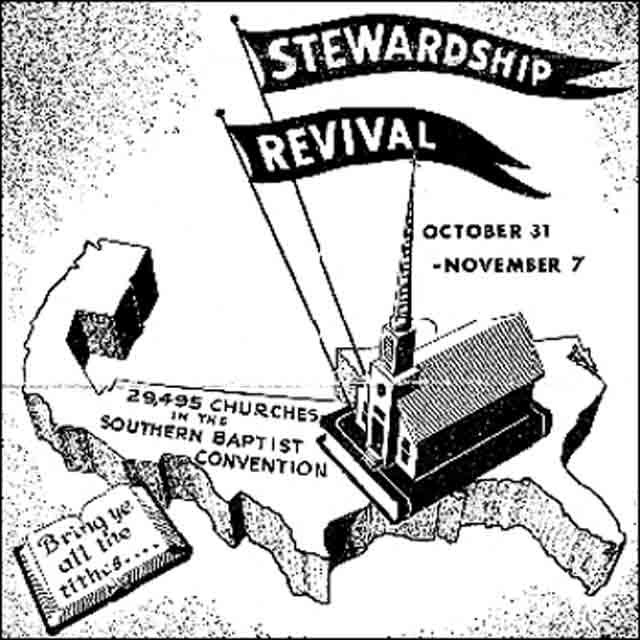 STEWARDSHIP
REVIVAL
OCTOBER 31
-NOVEMBER 7
29,495 CHURCHES
IN THE
SOUTHERN BAPTIST
CONVENTION
Bring ye
all the
tithes....